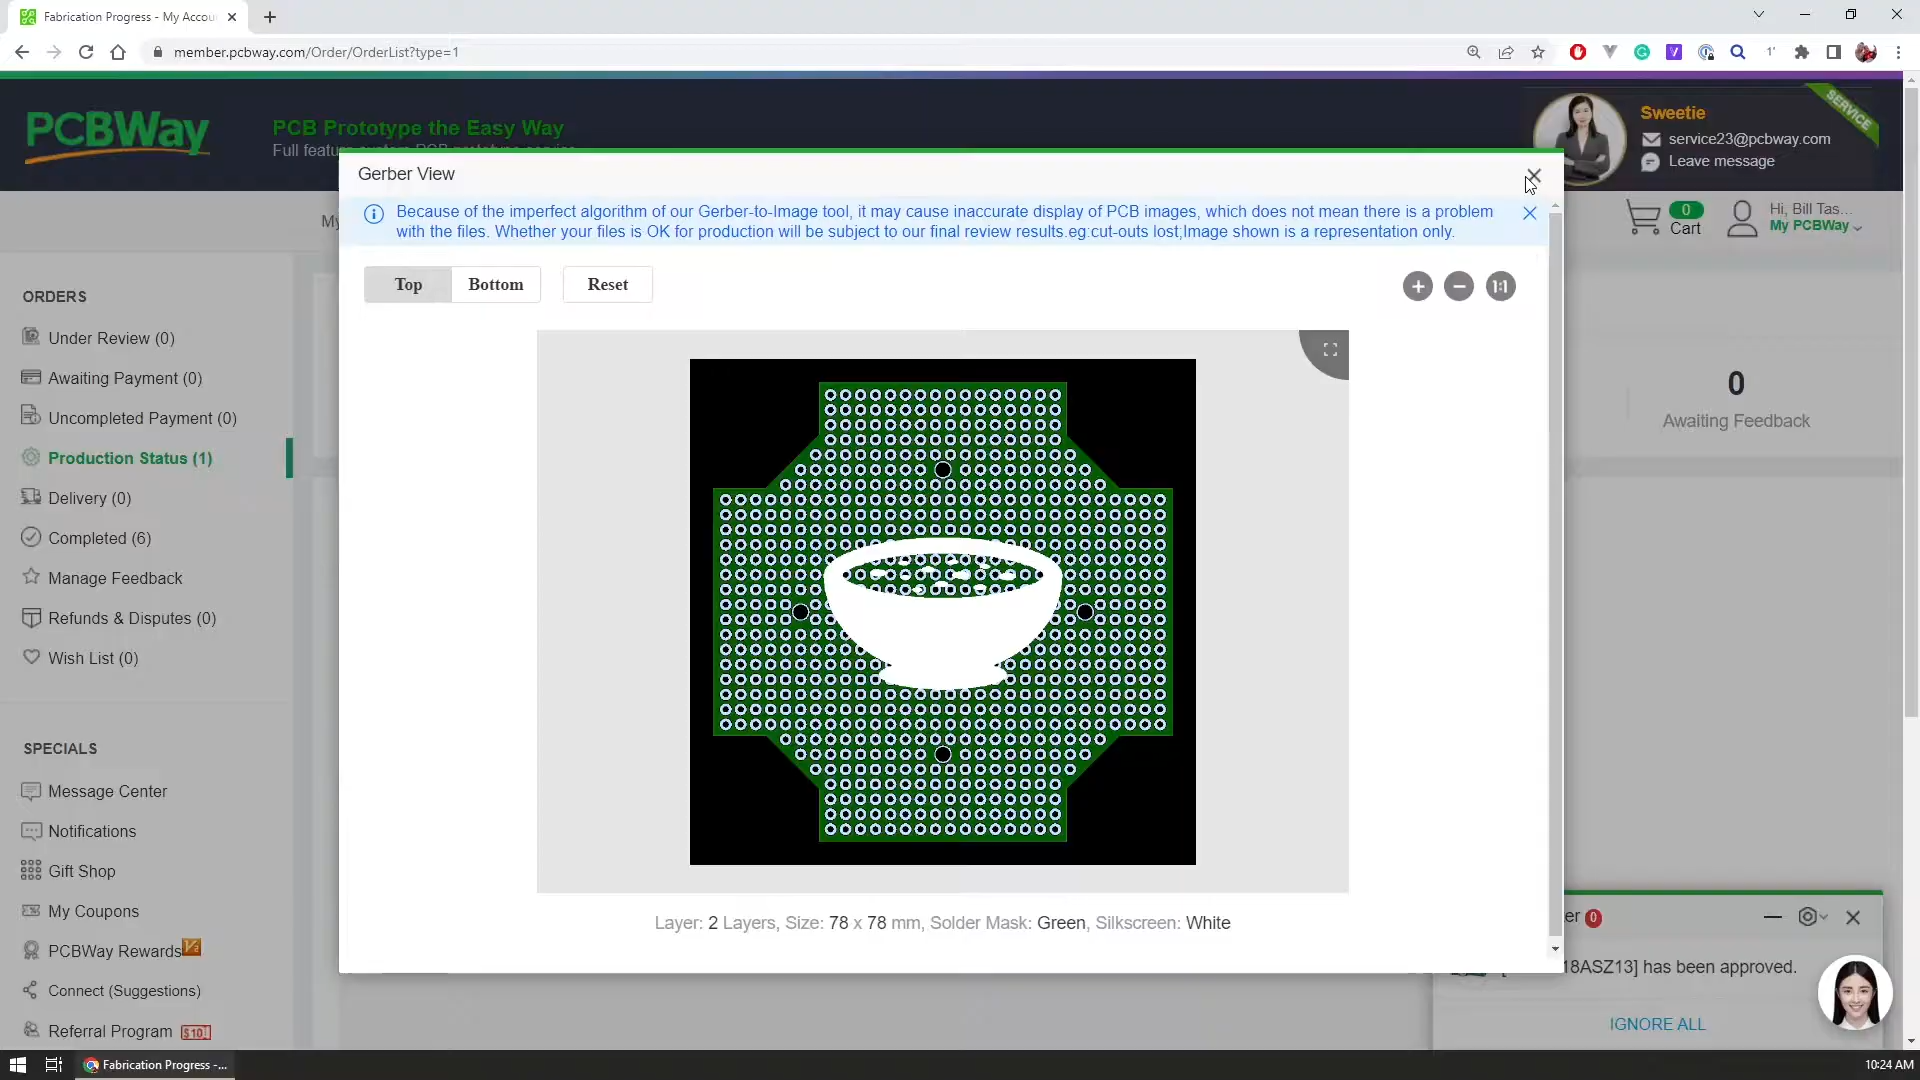 Fabrication Progress - My Accou
member.pcbway.com/Order/OrderList?type=1
PCBWay
PCB Prototype the Easy Way
SERVICE
Sweetie
service23@pcbway.com
Leave message
My
0
Cart
Hi, Bill Tas...
My PCBWay
Gerber View
Because of the imperfect algorithm of our Gerber-to-Image tool, it may cause inaccurate display of PCB images, which does not mean there is a problem
with the files. Whether your files is OK for production will be subject to our final review results.eg:cut-outs lost;Image shown is a representation only.
Top
Bottom
Reset
1:1
ORDERS
Under Review (0)
Awaiting Payment (0)
Uncompleted Payment (0)
Production Status (1)
Delivery (0)
Completed (6)
Manage Feedback
Refunds & Disputes (0)
Wish List (0)
0
Awaiting Feedback
SPECIALS
Message Center
Notifications
Gift Shop
My Coupons
PCBWay Rewards
Connect (Suggestions)
Referral Program $10
Layer: 2 Layers, Size: 78 x 78 mm, Solder Mask: Green, Silkscreen: White
er 0
18ASZ13] has been approved.
IGNORE ALL
Fabrication Progress -...
10:24 AM